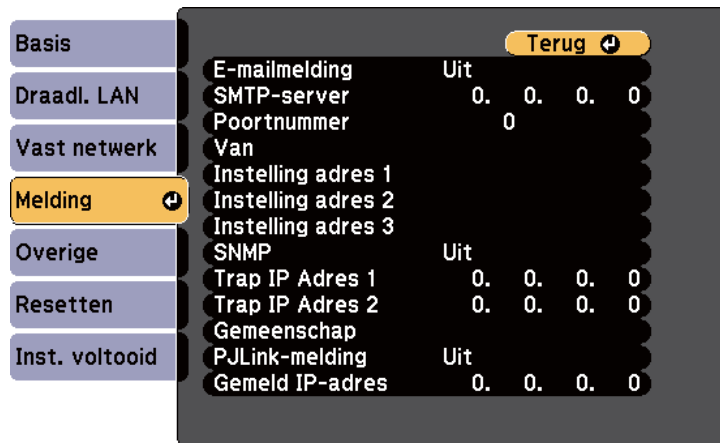 Basis
Draadl. LAN
Vast netwerk
Melding
Overige
Resetten
Inst. voltooid
Terug
E-mailmelding Uit
SMTP-server 0. 0. 0. 0
Poortnummer 0
Van
Instelling adres 1
Instelling adres 2
Instelling adres 3
SNMP Uit
Trap IP Adres 1 0. 0. 0. 0
Trap IP Adres 2 0. 0. 0. 0
Gemeenschap
PJLink-melding Uit
Gemeld IP-adres 0. 0. 0. 0